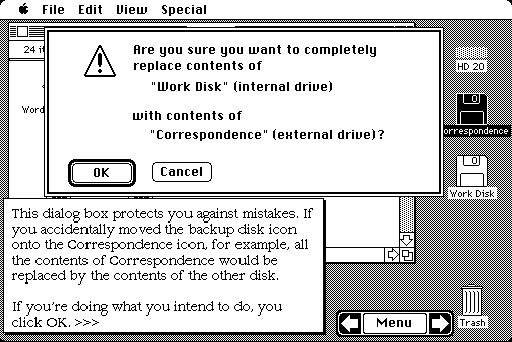 File Edit View Special
24 it
HD 20
Are you sure you want to completely
replace contents of
"Work Disk" (internal drive)
with contents of
"Correspondence" (external drive)?
OK Cancel
Word
orrespondence
Work Disk
This dialog box protects you against mistakes. If
you accidentally moved the backup disk icon
onto the Correspondence icon, for example, all
the contents of Correspondence would be
replaced by the contents of the other disk.
If you're doing what you intend to do, you
click OK. >>>
Menu
Trash